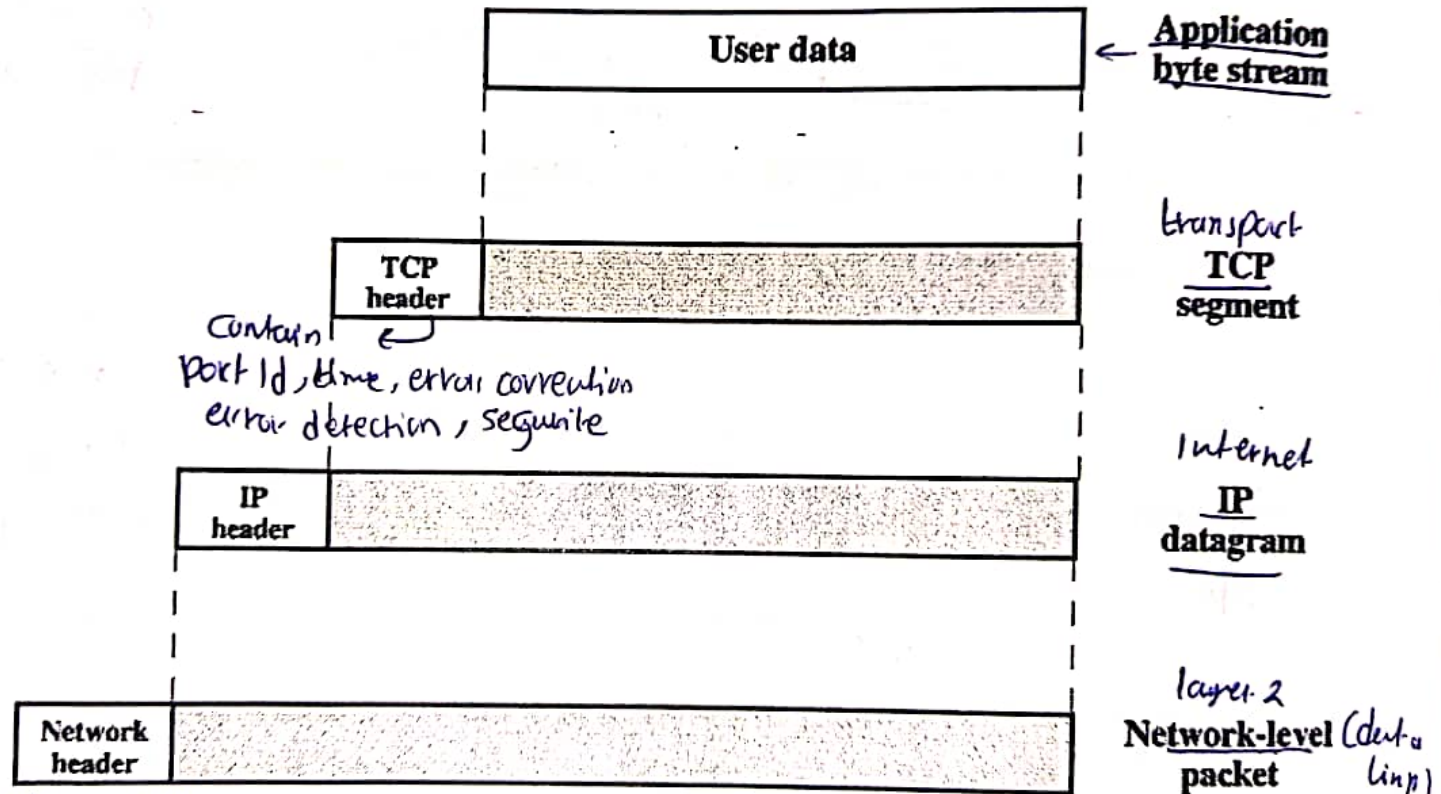 User data
Application
byte stream
transport
TCP
header
TCP
segment
Contain
Port Id, time, error correction
error detection, segurite
Internet
IP
header
IP
datagram
layer 2
Network
header
Network-level (data
packet link)